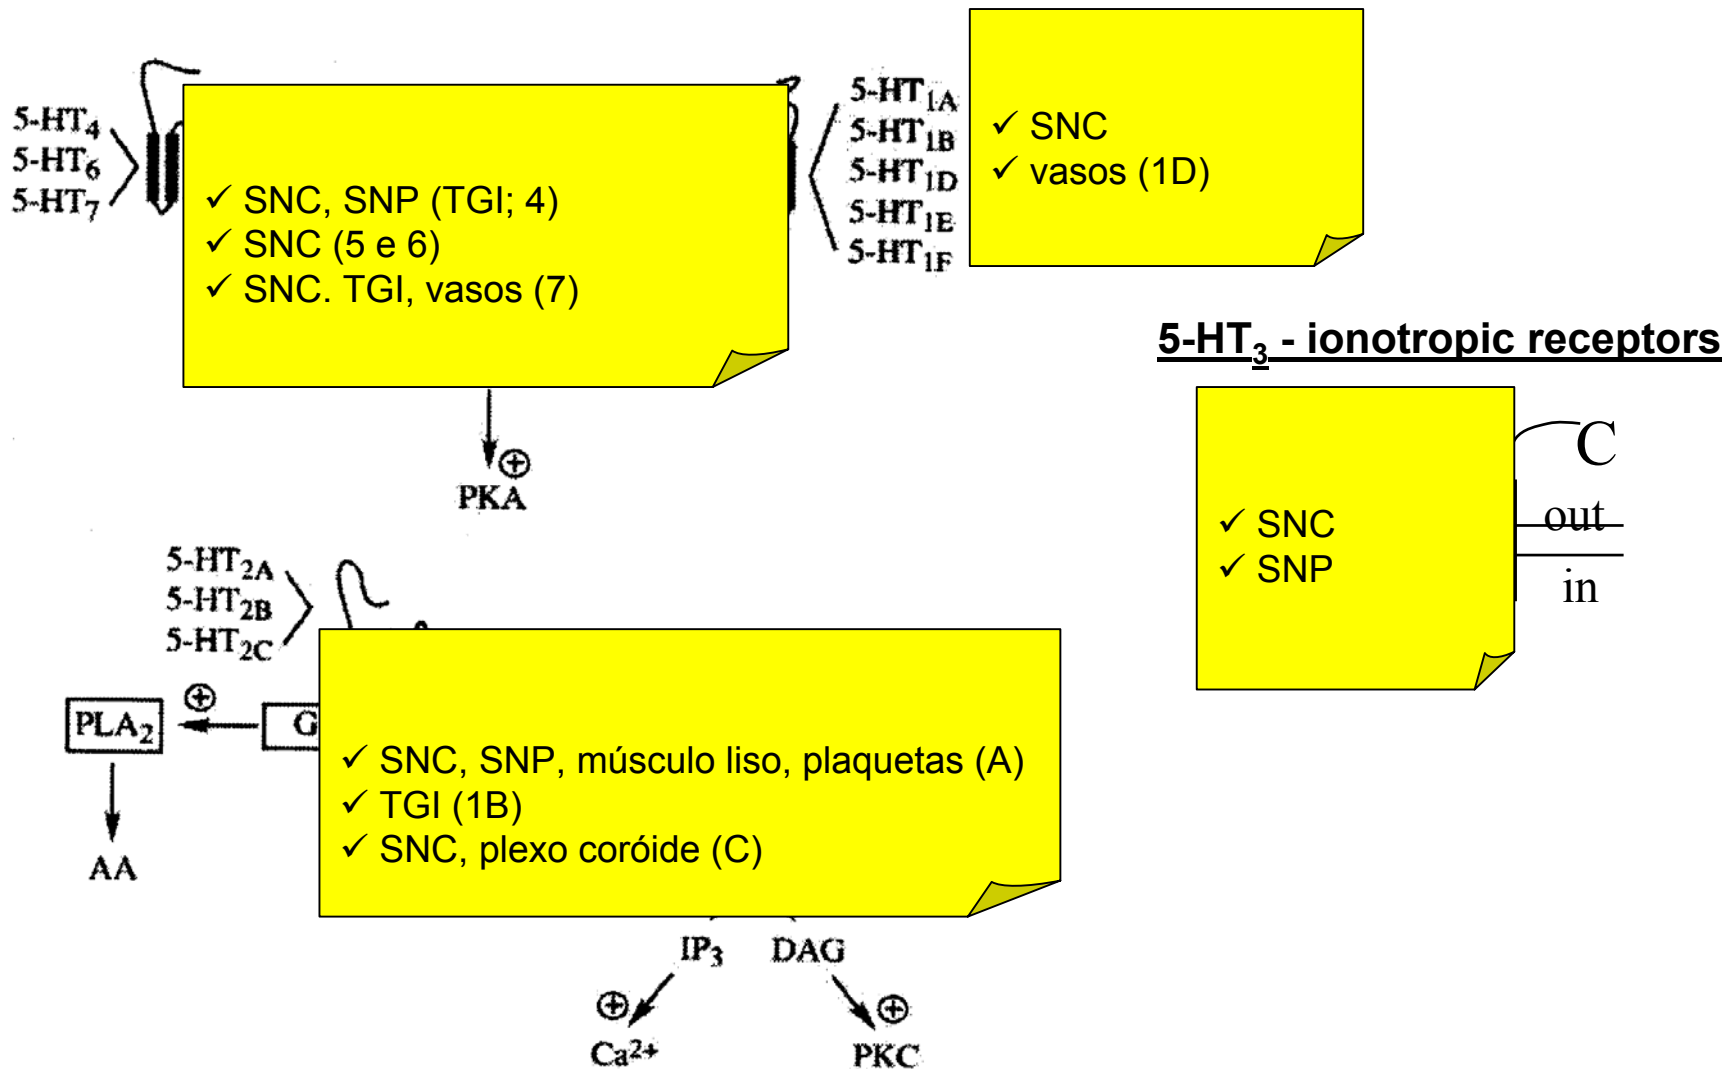 5-HT4
5-HT6
5-HT7
✓ SNC, SNP (TGI; 4)
✓ SNC (5 e 6)
✓ SNC. TGI, vasos (7)
5-HT1A
5-HT1B
5-HT1D
5-HT1E
5-HT1F
✓ SNC
✓ vasos (1D)
5-HT3 - ionotropic receptors
PKA
✓ SNC
✓ SNP
C
out
in
5-HT2A
5-HT2B
5-HT2C
PLA2
G
✓ SNC, SNP, músculo liso, plaquetas (A)
✓ TGI (1B)
✓ SNC, plexo coróide (C)
AA
IP3 DAG
Ca2+ PKC